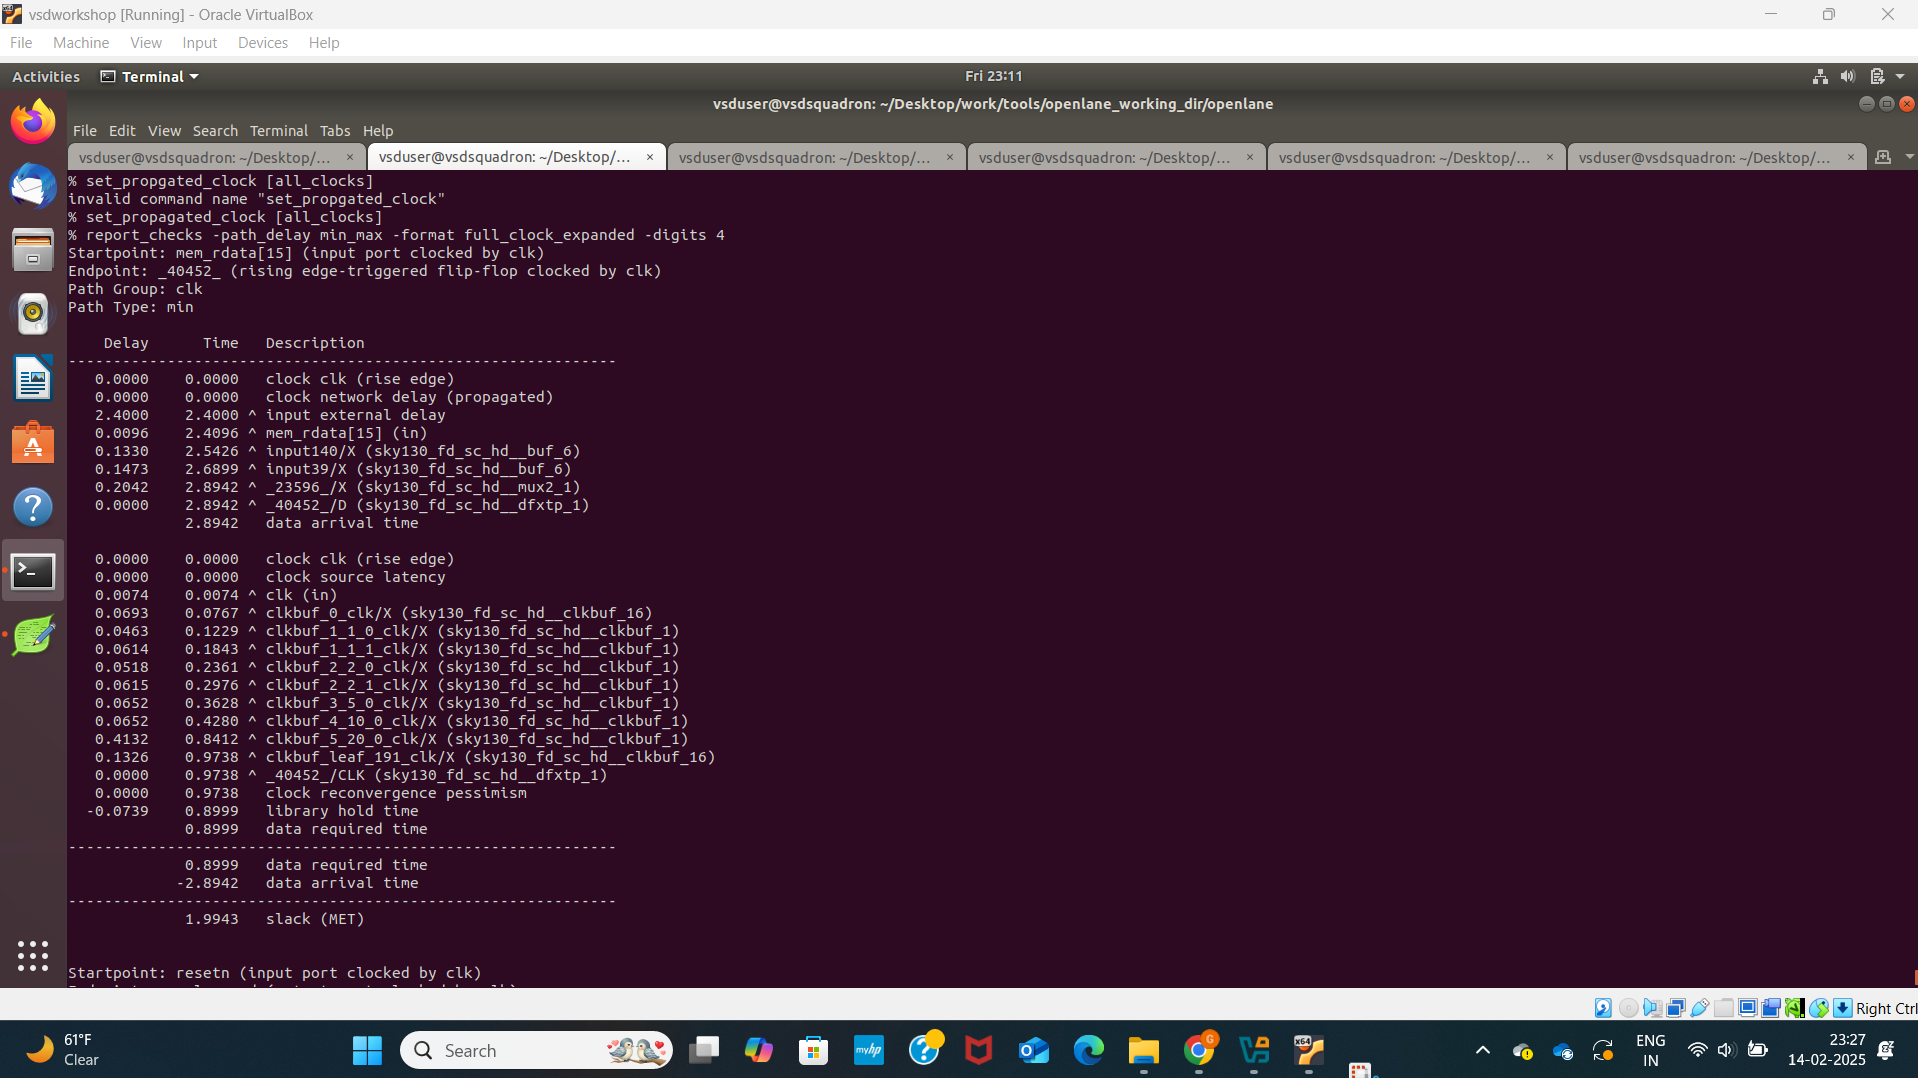 vsdworkshop [Running] - Oracle VirtualBox
File Machine View Input Devices Help
Activities Terminal Fri 23:11
vsduser@vsdsquadron: ~/Desktop/work/tools/openlane_working_dir/openlane
File Edit View Search Terminal Tabs Help
vsduser@vsdsquadron: ~/Desktop/... × vsduser@vsdsquadron: ~/Desktop/... × vsduser@vsdsquadron: ~/Desktop/... × vsduser@vsdsquadron: ~/Desktop/... × vsduser@vsdsquadron: ~/Desktop/... × vsduser@vsdsquadron: ~/Desktop/... ×
% set_propgated_clock [all_clocks]
invalid command name "set_propgated_clock"
% set_propagated_clock [all_clocks]
% report_checks -path_delay min_max -format full_clock_expanded -digits 4
Startpoint: mem_rdata[15] (input port clocked by clk)
Endpoint: _40452_ (rising edge-triggered flip-flop clocked by clk)
Path Group: clk
Path Type: min
Delay Time Description
-------------------------------------------------------------
0.0000 0.0000 clock clk (rise edge)
0.0000 0.0000 clock network delay (propagated)
2.4000 2.4000 ^ input external delay
0.0096 2.4096 ^ mem_rdata[15] (in)
0.1330 2.5426 ^ input140/X (sky130_fd_sc_hd__buf_6)
0.1473 2.6899 ^ input39/X (sky130_fd_sc_hd__buf_6)
0.2042 2.8942 ^ _23596_/X (sky130_fd_sc_hd__mux2_1)
0.0000 2.8942 ^ _40452_/D (sky130_fd_sc_hd__dfxtp_1)
2.8942 data arrival time
0.0000 0.0000 clock clk (rise edge)
0.0000 0.0000 clock source latency
0.0074 0.0074 ^ clk (in)
0.0693 0.0767 ^ clkbuf_0_clk/X (sky130_fd_sc_hd__clkbuf_16)
0.0463 0.1229 ^ clkbuf_1_1_0_clk/X (sky130_fd_sc_hd__clkbuf_1)
0.0614 0.1843 ^ clkbuf_1_1_1_clk/X (sky130_fd_sc_hd__clkbuf_1)
0.0518 0.2361 ^ clkbuf_2_2_0_clk/X (sky130_fd_sc_hd__clkbuf_1)
0.0615 0.2976 ^ clkbuf_2_2_1_clk/X (sky130_fd_sc_hd__clkbuf_1)
0.0652 0.3628 ^ clkbuf_3_5_0_clk/X (sky130_fd_sc_hd__clkbuf_1)
0.0652 0.4280 ^ clkbuf_4_10_0_clk/X (sky130_fd_sc_hd__clkbuf_1)
0.4132 0.8412 ^ clkbuf_5_20_0_clk/X (sky130_fd_sc_hd__clkbuf_1)
0.1326 0.9738 ^ clkbuf_leaf_191_clk/X (sky130_fd_sc_hd__clkbuf_16)
0.0000 0.9738 ^ _40452_/CLK (sky130_fd_sc_hd__dfxtp_1)
0.0000 0.9738 clock reconvergence pessimism
-0.0739 0.8999 library hold time
0.8999 data required time
-------------------------------------------------------------
0.8999 data required time
-2.8942 data arrival time
-------------------------------------------------------------
1.9943 slack (MET)
Startpoint: resetn (input port clocked by clk)
Right Ctrl
61°F
Clear
Search
myhp
G
x64
ENG
IN
23:27
14-02-2025